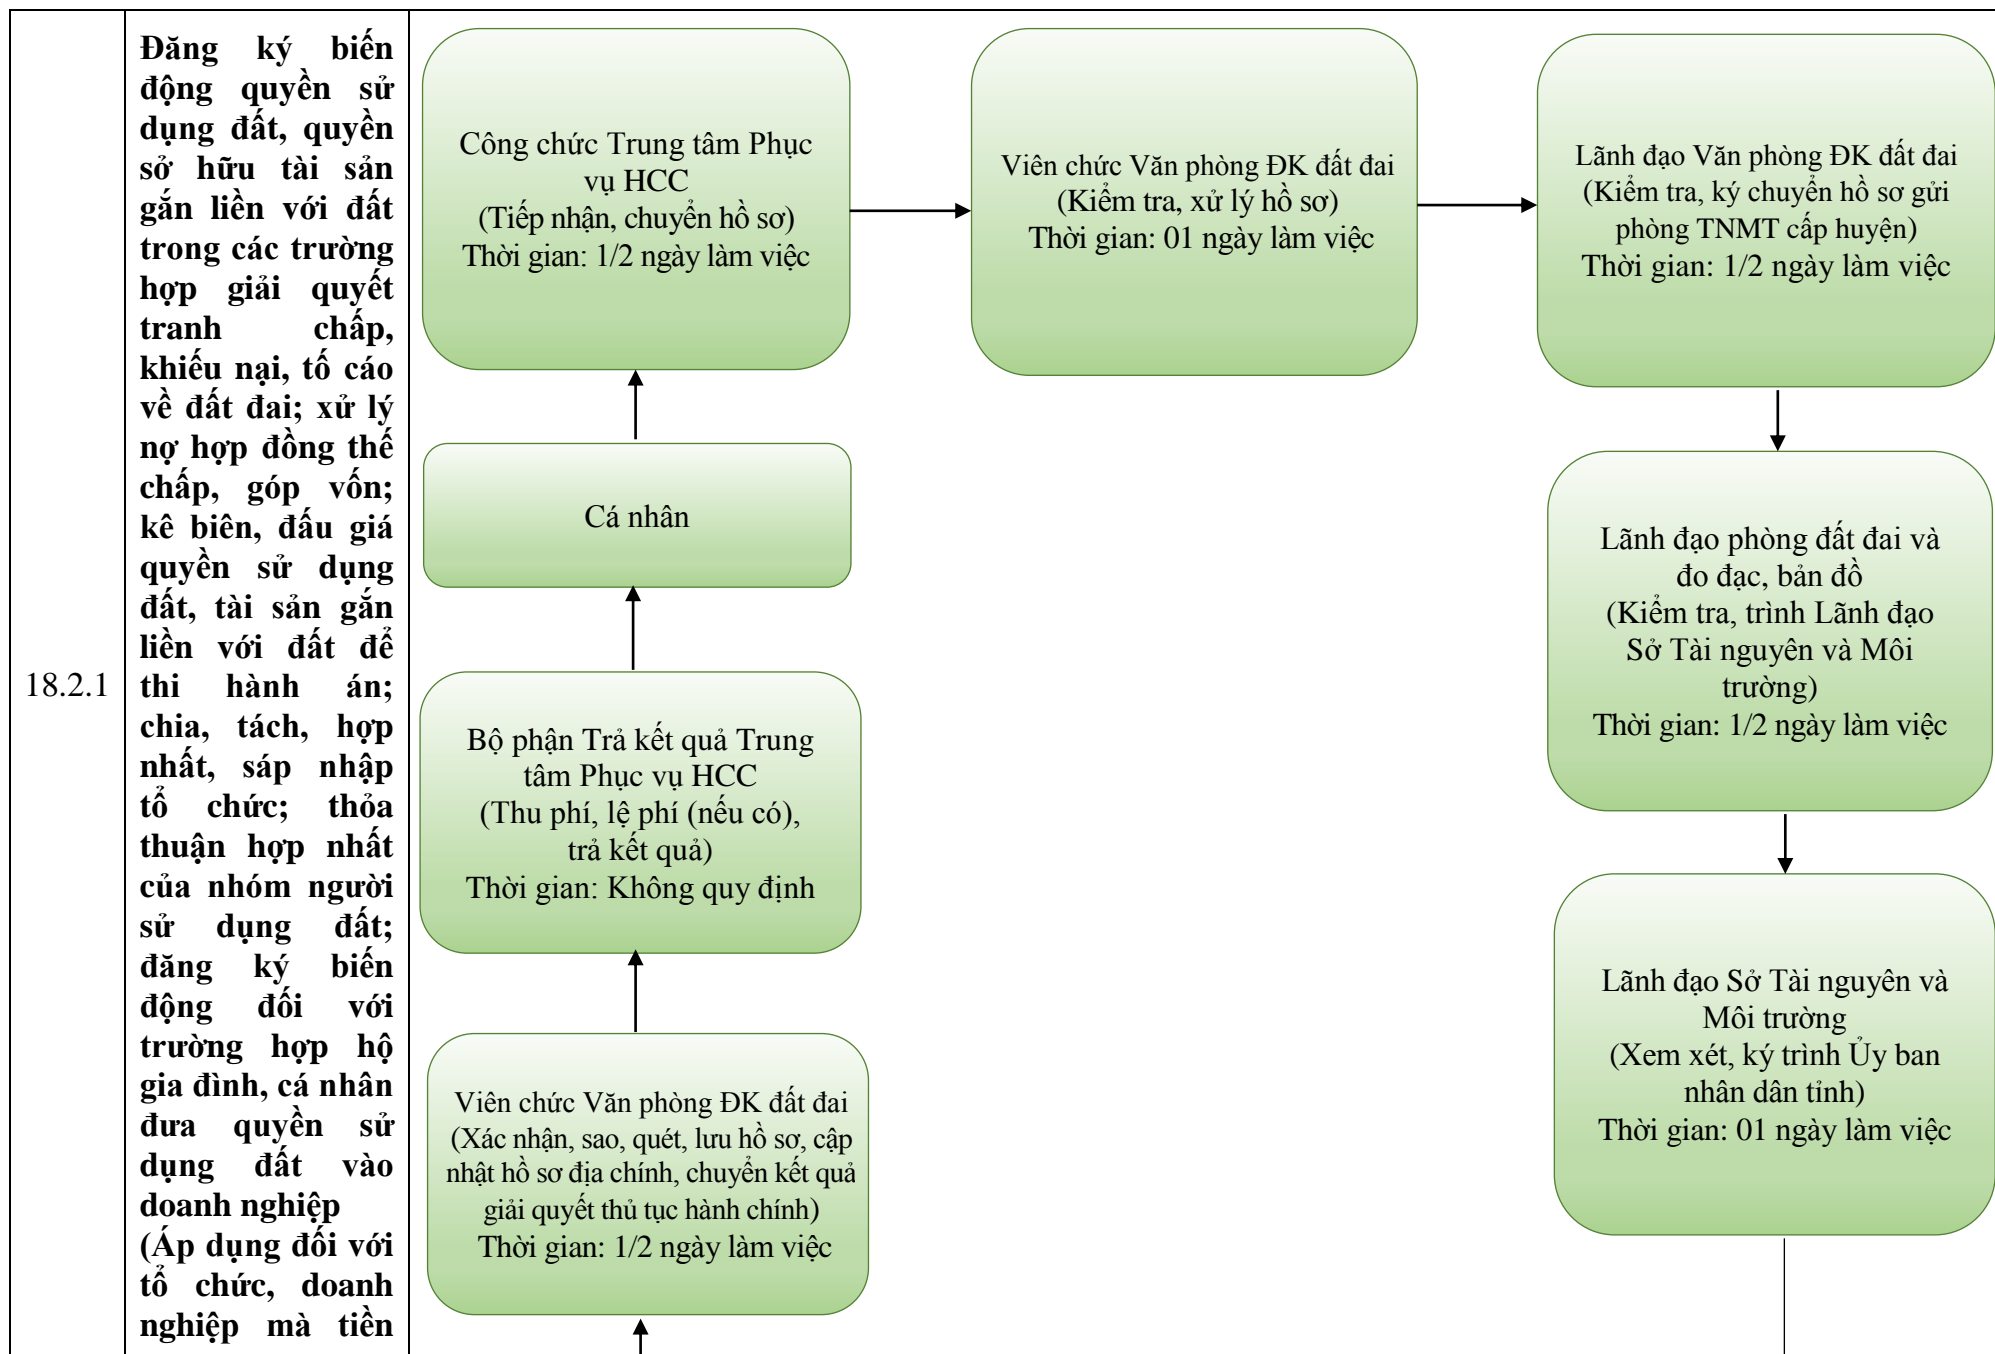 18.2.1
Đăng ký biến
động quyền sử
dụng đất, quyền
sở hữu tài sản
gắn liền với đất
trong các trường
hợp giải quyết
tranh chấp,
khiếu nại, tố cáo
về đất đai; xử lý
nợ hợp đồng thế
chấp, góp vốn;
kê biên, đấu giá
quyền sử dụng
đất, tài sản gắn
liền với đất để
thi hành án;
chia, tách, hợp
nhất, sáp nhập
tổ chức; thỏa
thuận hợp nhất
của nhóm người
sử dụng đất;
đăng ký biến
động đối với
trường hợp hộ
gia đình, cá nhân
đưa quyền sử
dụng đất vào
doanh nghiệp
(Áp dụng đối với
tổ chức, doanh
nghiệp mà tiền
Công chức Trung tâm Phục
vụ HCC
(Tiếp nhận, chuyển hồ sơ)
Thời gian: 1/2 ngày làm việc
Viên chức Văn phòng ĐK đất đai
(Kiểm tra, xử lý hồ sơ)
Thời gian: 01 ngày làm việc
Lãnh đạo Văn phòng ĐK đất đai
(Kiểm tra, ký chuyển hồ sơ gửi
phòng TNMT cấp huyện)
Thời gian: 1/2 ngày làm việc
Cá nhân
Lãnh đạo phòng đất đai và
đo đạc, bản đồ
(Kiểm tra, trình Lãnh đạo
Sở Tài nguyên và Môi
trường)
Thời gian: 1/2 ngày làm việc
Bộ phận Trả kết quả Trung
tâm Phục vụ HCC
(Thu phí, lệ phí (nếu có),
trả kết quả)
Thời gian: Không quy định
Lãnh đạo Sở Tài nguyên và
Môi trường
(Xem xét, ký trình Ủy ban
nhân dân tỉnh)
Thời gian: 01 ngày làm việc
Viên chức Văn phòng ĐK đất đai
(Xác nhận, sao, quét, lưu hồ sơ, cập
nhật hồ sơ địa chính, chuyển kết quả
giải quyết thủ tục hành chính)
Thời gian: 1/2 ngày làm việc